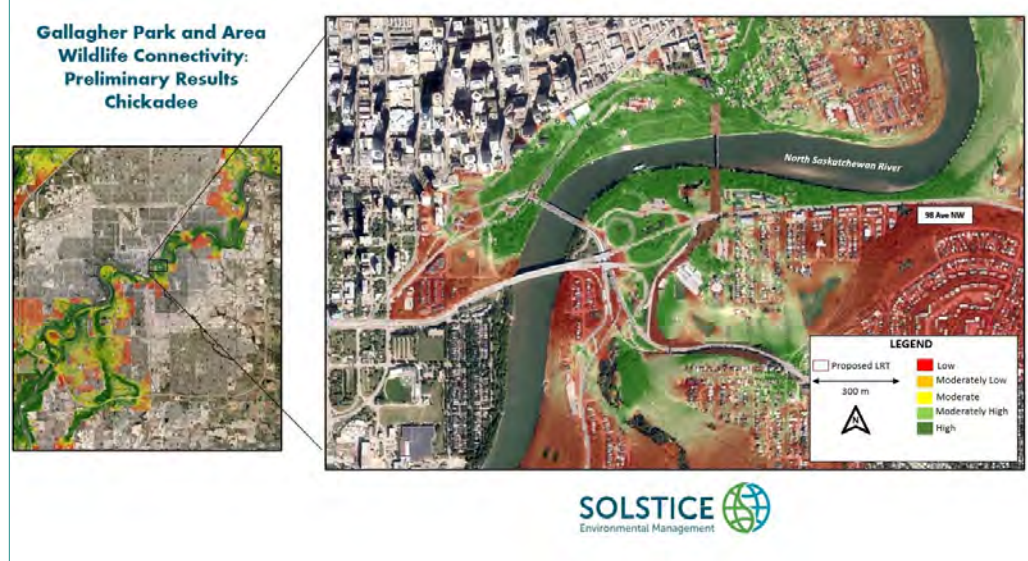 Gallagher Park and Area
Wildlife Connectivity:
Preliminary Results
Chickadee
North Saskatchewan River
98 Ave NW
LEGEND
Proposed LRT
300 m
N
Low
Moderately Low
Moderate
Moderately High
High
SOLSTICE
Environmental Management